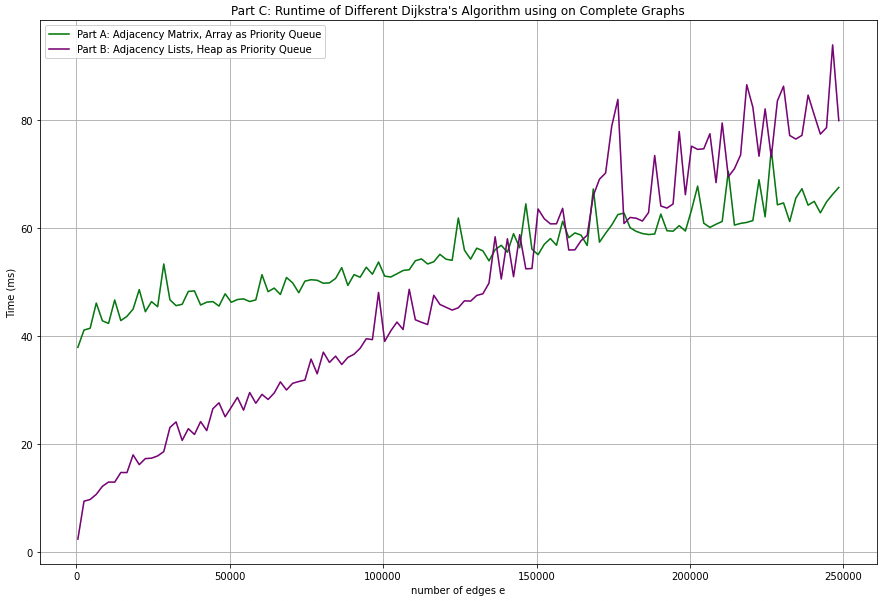 Part C: Runtime of Different Dijkstra's Algorithm using on Complete Graphs
Part A: Adjacency Matrix, Array as Priority Queue
Part B: Adjacency Lists, Heap as Priority Queue
Time (ms)
80
60
40
20
0
0 50000 100000 150000 200000 250000
number of edges e